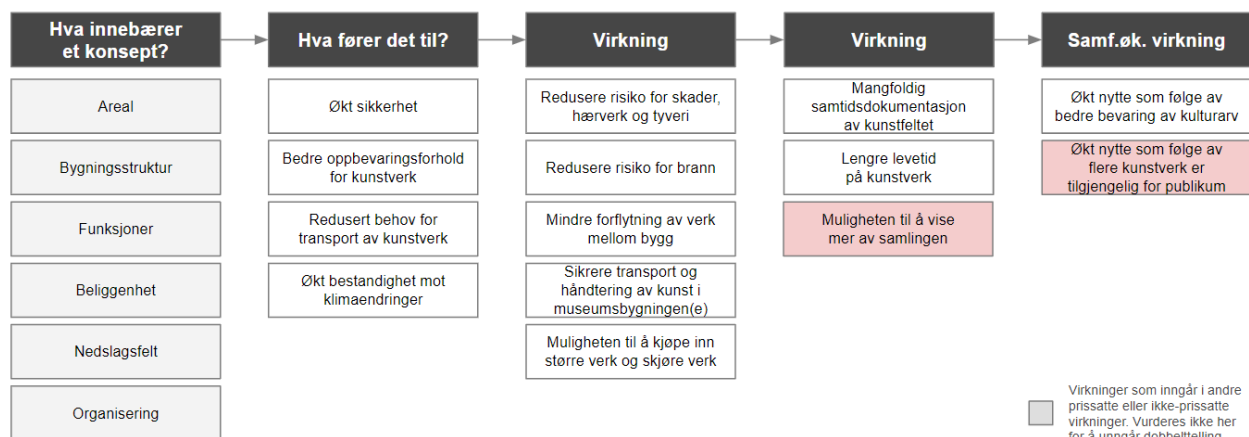 Hva innebærer
et konsept?
Hva fører det til?
Virkning
Virkning
Samf.øk. virkning
Areal
Bygningsstruktur
Funksjoner
Beliggenhet
Nedslagsfelt
Organisering
Økt sikkerhet
Bedre oppbevaringsforhold
for kunstverk
Redusert behov for
transport av kunstverk
Økt bestandighet mot
klimaendringer
Redusere risiko for skader,
hærverk og tyveri
Redusere risiko for brann
Mindre forflytning av verk
mellom bygg
Sikrere transport og
håndtering av kunst i
museumsbygningen(e)
Muligheten til å kjøpe inn
større verk og skjøre verk
Mangfoldig
samtidsdokumentasjon
av kunstfeltet
Lengre levetid
på kunstverk
Muligheten til å vise
mer av samlingen
Økt nytte som følge av
bedre bevaring av kulturarv
Økt nytte som følge av
flere kunstverk er
tilgjengelig for publikum
Virkninger som inngår i andre
prissatte eller ikke-prissatte
virkninger. Vurderes ikke her
for å unngår dobbelttelling